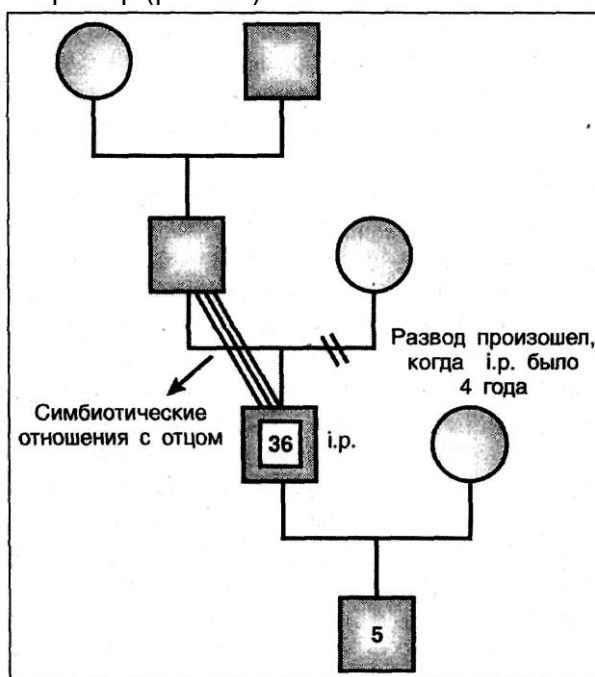 Развод произошел,
когда i.p. было
4 года
Симбиотические
отношения с отцом
36
i.p.
5